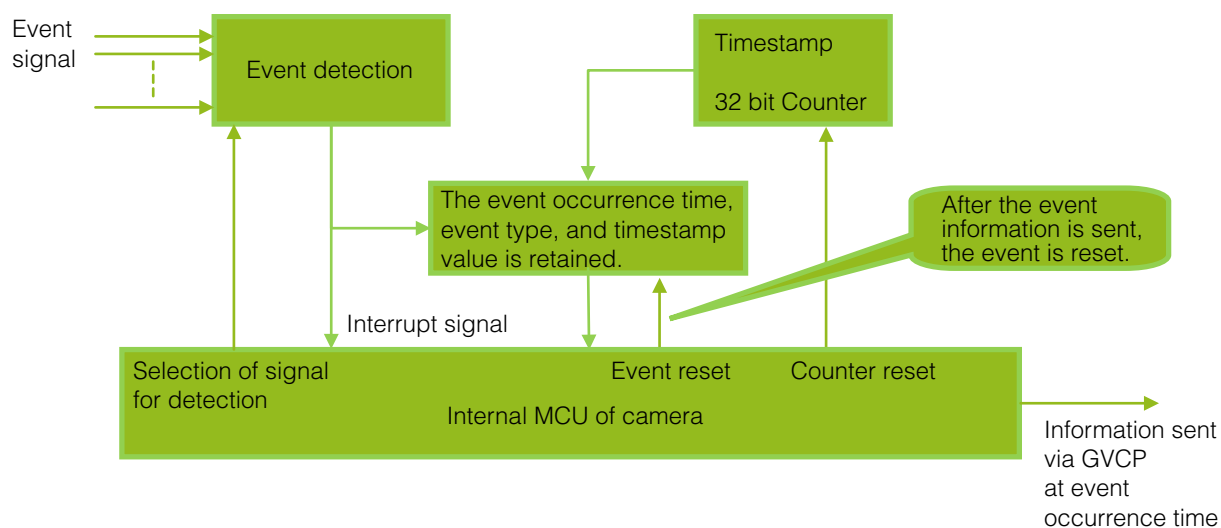 Event
signal
Event detection
Timestamp
32 bit Counter
The event occurrence time,
event type, and timestamp
value is retained.
After the event
information is sent,
the event is reset.
Interrupt signal
Selection of signal
for detection
Event reset
Counter reset
Internal MCU of camera
Information sent
via GVCP
at event
occurrence time